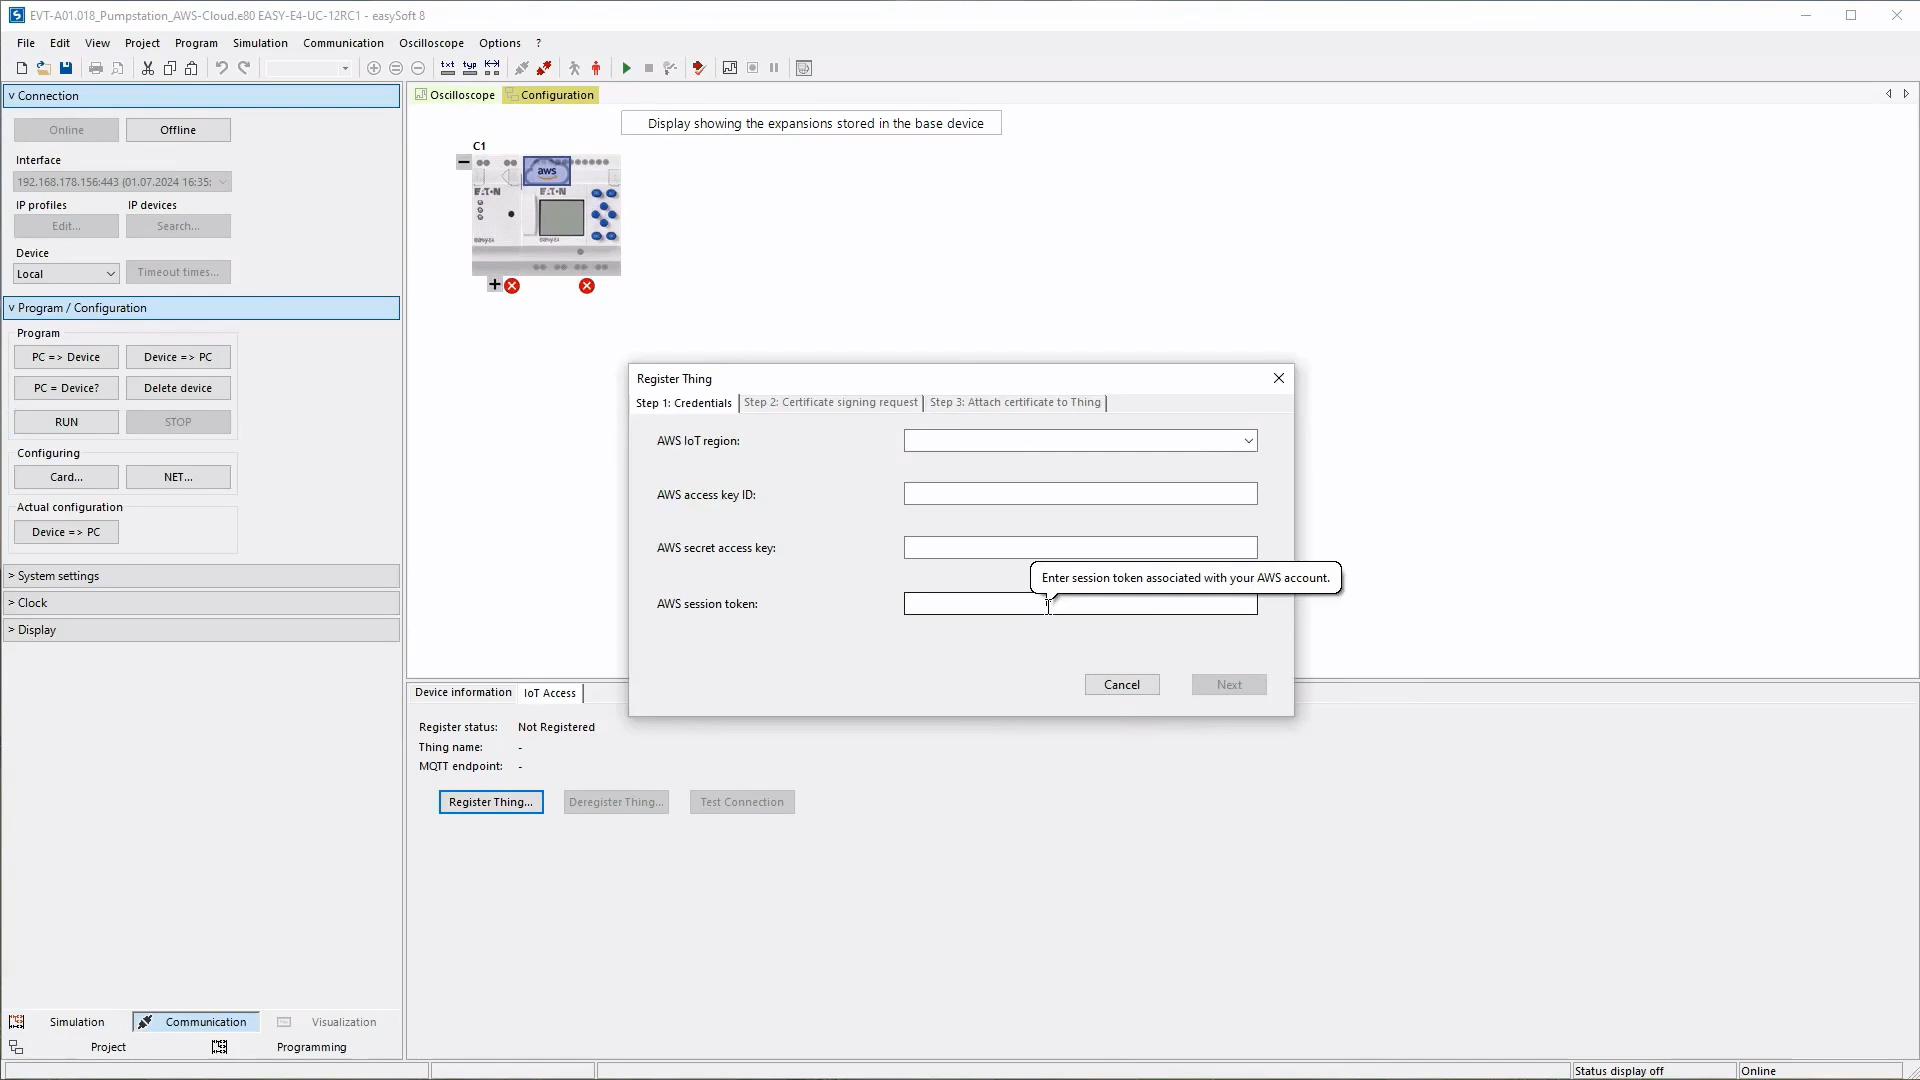 EVT-A01.018_Pumpstation_AWS-Cloud.e80 EASY-E4-UC-12RC1 - easySoft 8
File Edit View Project Program Simulation Communication Oscilloscope Options ?
txt typ
Connection
Online Offline
Interface
192.168.178.156:443 (01.07.2024 16:35:
IP profiles IP devices
Edit... Search...
Device
Local Timeout times...
Program / Configuration
Program
PC => Device Device => PC
PC = Device? Delete device
RUN STOP
Configuring
Card... NET...
Actual configuration
Device => PC
> System settings
> Clock
> Display
Simulation Communication Visualization
Project Programming
Oscilloscope Configuration
Display showing the expansions stored in the base device
C1
aws
EATON EATON
easyE4 easyE4
Register Thing
Step 1: Credentials Step 2: Certificate signing request Step 3: Attach certificate to Thing
AWS IoT region:
AWS access key ID:
AWS secret access key:
Enter session token associated with your AWS account.
AWS session token:
Cancel Next
Device information IoT Access
Register status: Not Registered
Thing name: -
MQTT endpoint: -
Register Thing... Deregister Thing... Test Connection
Status display off Online